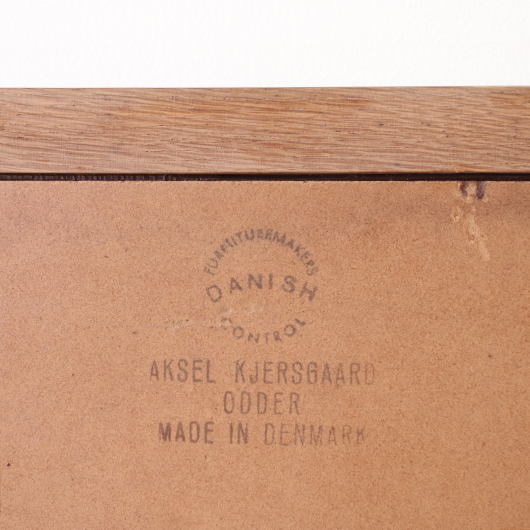 FURNITUREMAKERS
DANISH
CONTROL
AKSEL KJERSGAARD
ODDER
MADE IN DENMARK